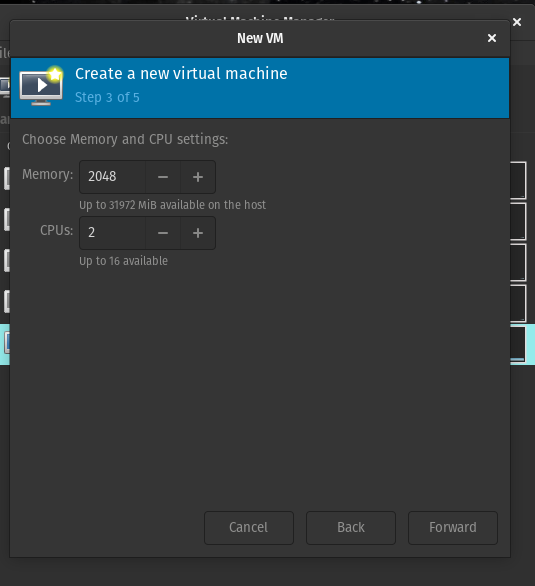 Virtual Machine Manager
New VM
Create a new virtual machine
Step 3 of 5
Choose Memory and CPU settings:
Memory: 2048
Up to 31972 MiB available on the host
CPUs: 2
Up to 16 available
Cancel Back Forward